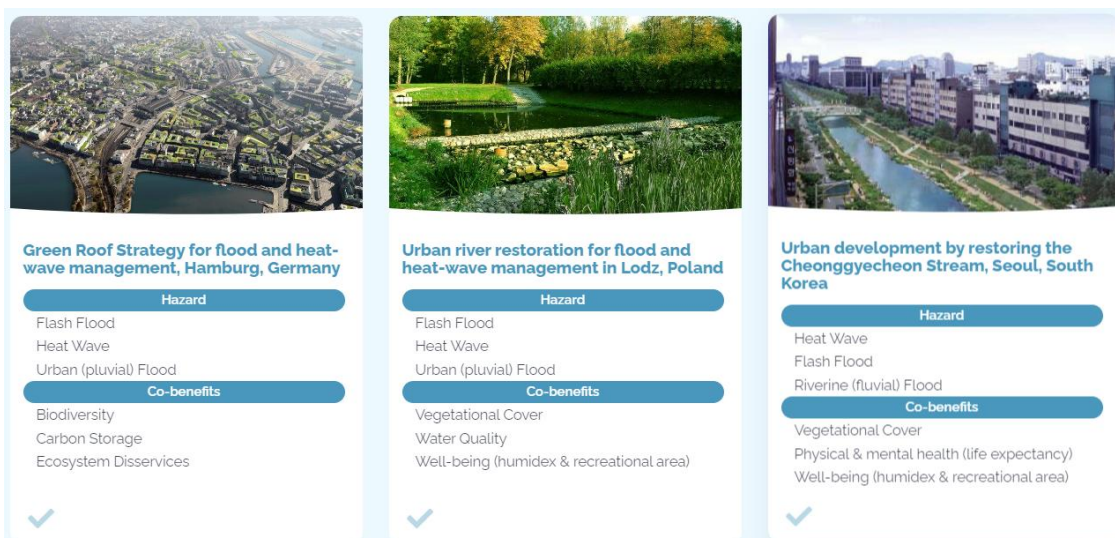 Green Roof Strategy for flood and heat-
wave management, Hamburg, Germany
Hazard
Flash Flood
Heat Wave
Urban (pluvial) Flood
Co-benefits
Biodiversity
Carbon Storage
Ecosystem Disservices
Urban river restoration for flood and
heat-wave management in Lodz, Poland
Hazard
Flash Flood
Heat Wave
Urban (pluvial) Flood
Co-benefits
Vegetational Cover
Water Quality
Well-being (humidex & recreational area)
Urban development by restoring the
Cheonggyecheon Stream, Seoul, South
Korea
Hazard
Heat Wave
Flash Flood
Riverine (fluvial) Flood
Co-benefits
Vegetational Cover
Physical & mental health (life expectancy)
Well-being (humidex & recreational area)